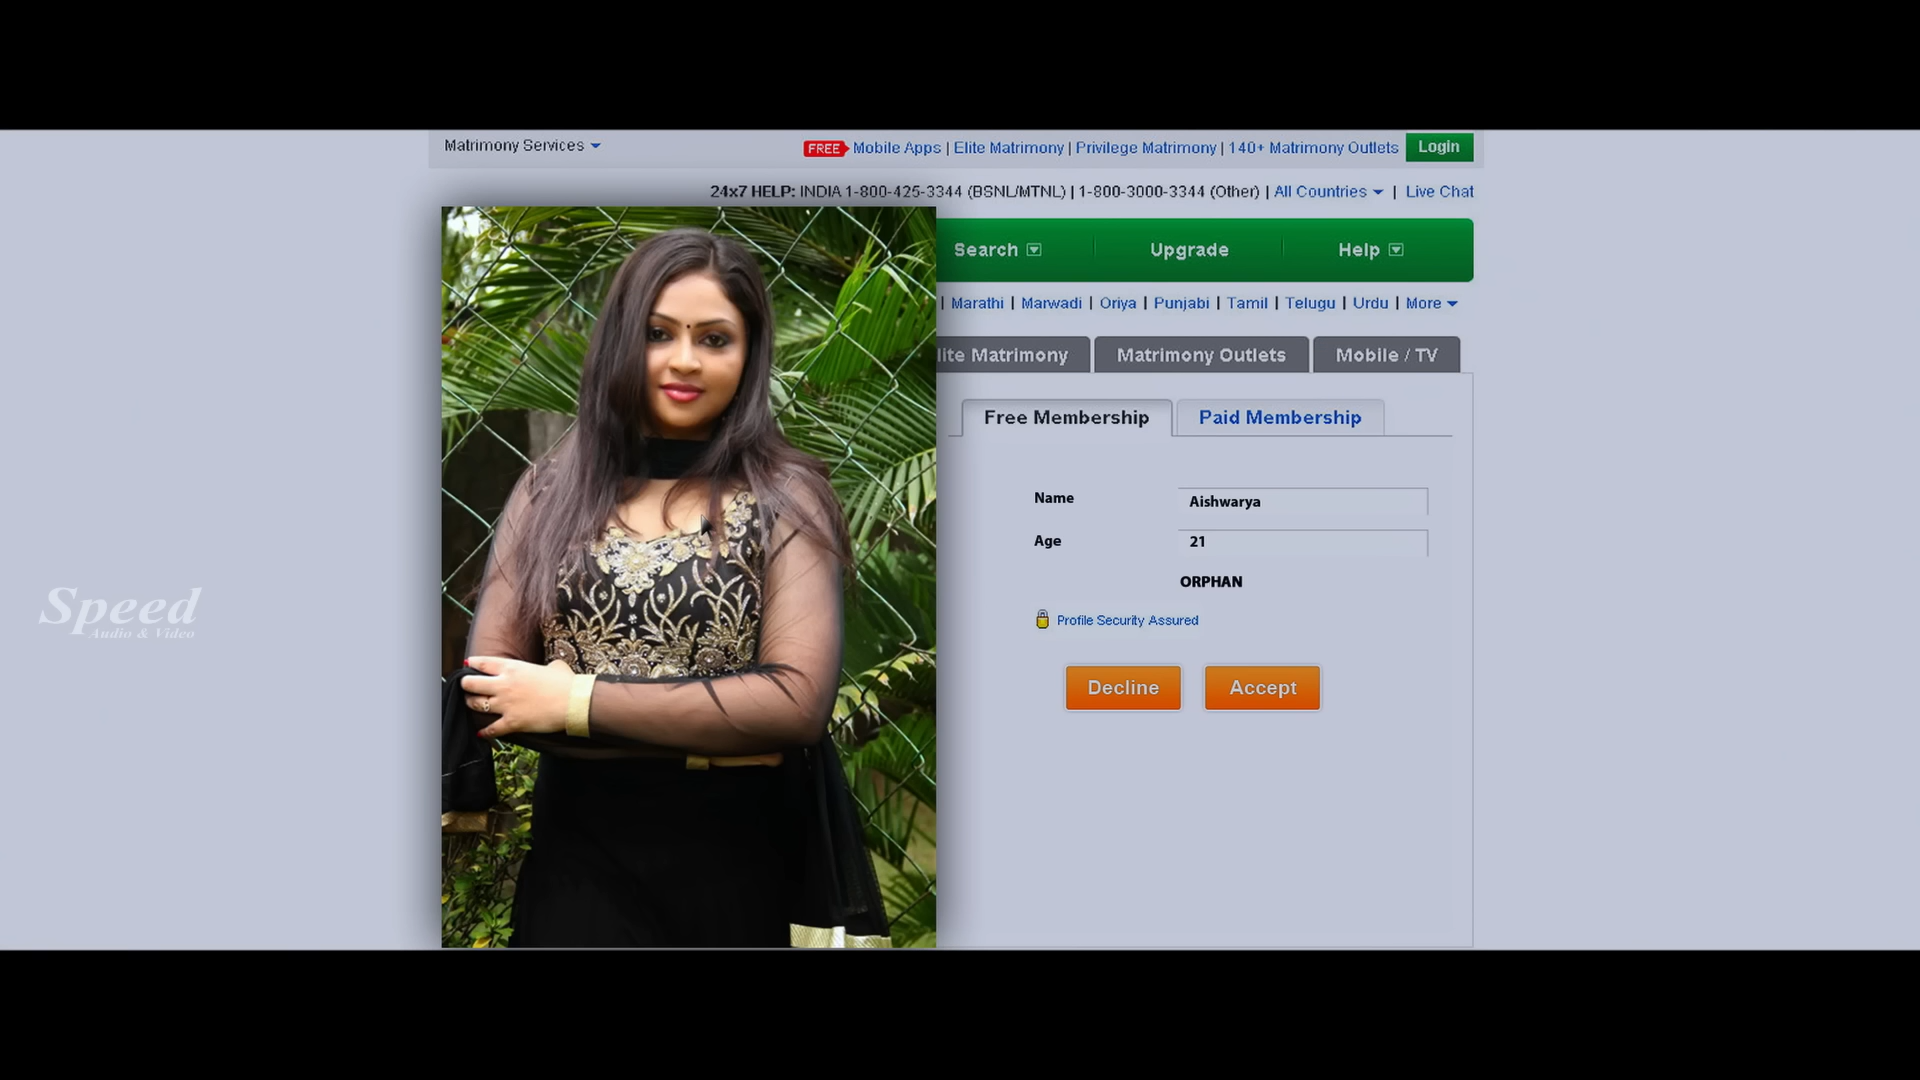 Matrimony Services
FREE Mobile Apps | Elite Matrimony | Privilege Matrimony | 140+ Matrimony Outlets Login
24x7 HELP: INDIA 1-800-425-3344 (BSNL/MTNL) | 1-800-3000-3344 (Other) | All Countries | Live Chat
Search Upgrade Help
| Marathi | Marwadi | Oriya | Punjabi | Tamil | Telugu | Urdu | More
lite Matrimony Matrimony Outlets Mobile / TV
Free Membership Paid Membership
Name Aishwarya
Age 21
ORPHAN
Profile Security Assured
Decline Accept
Speed
Audio & Video